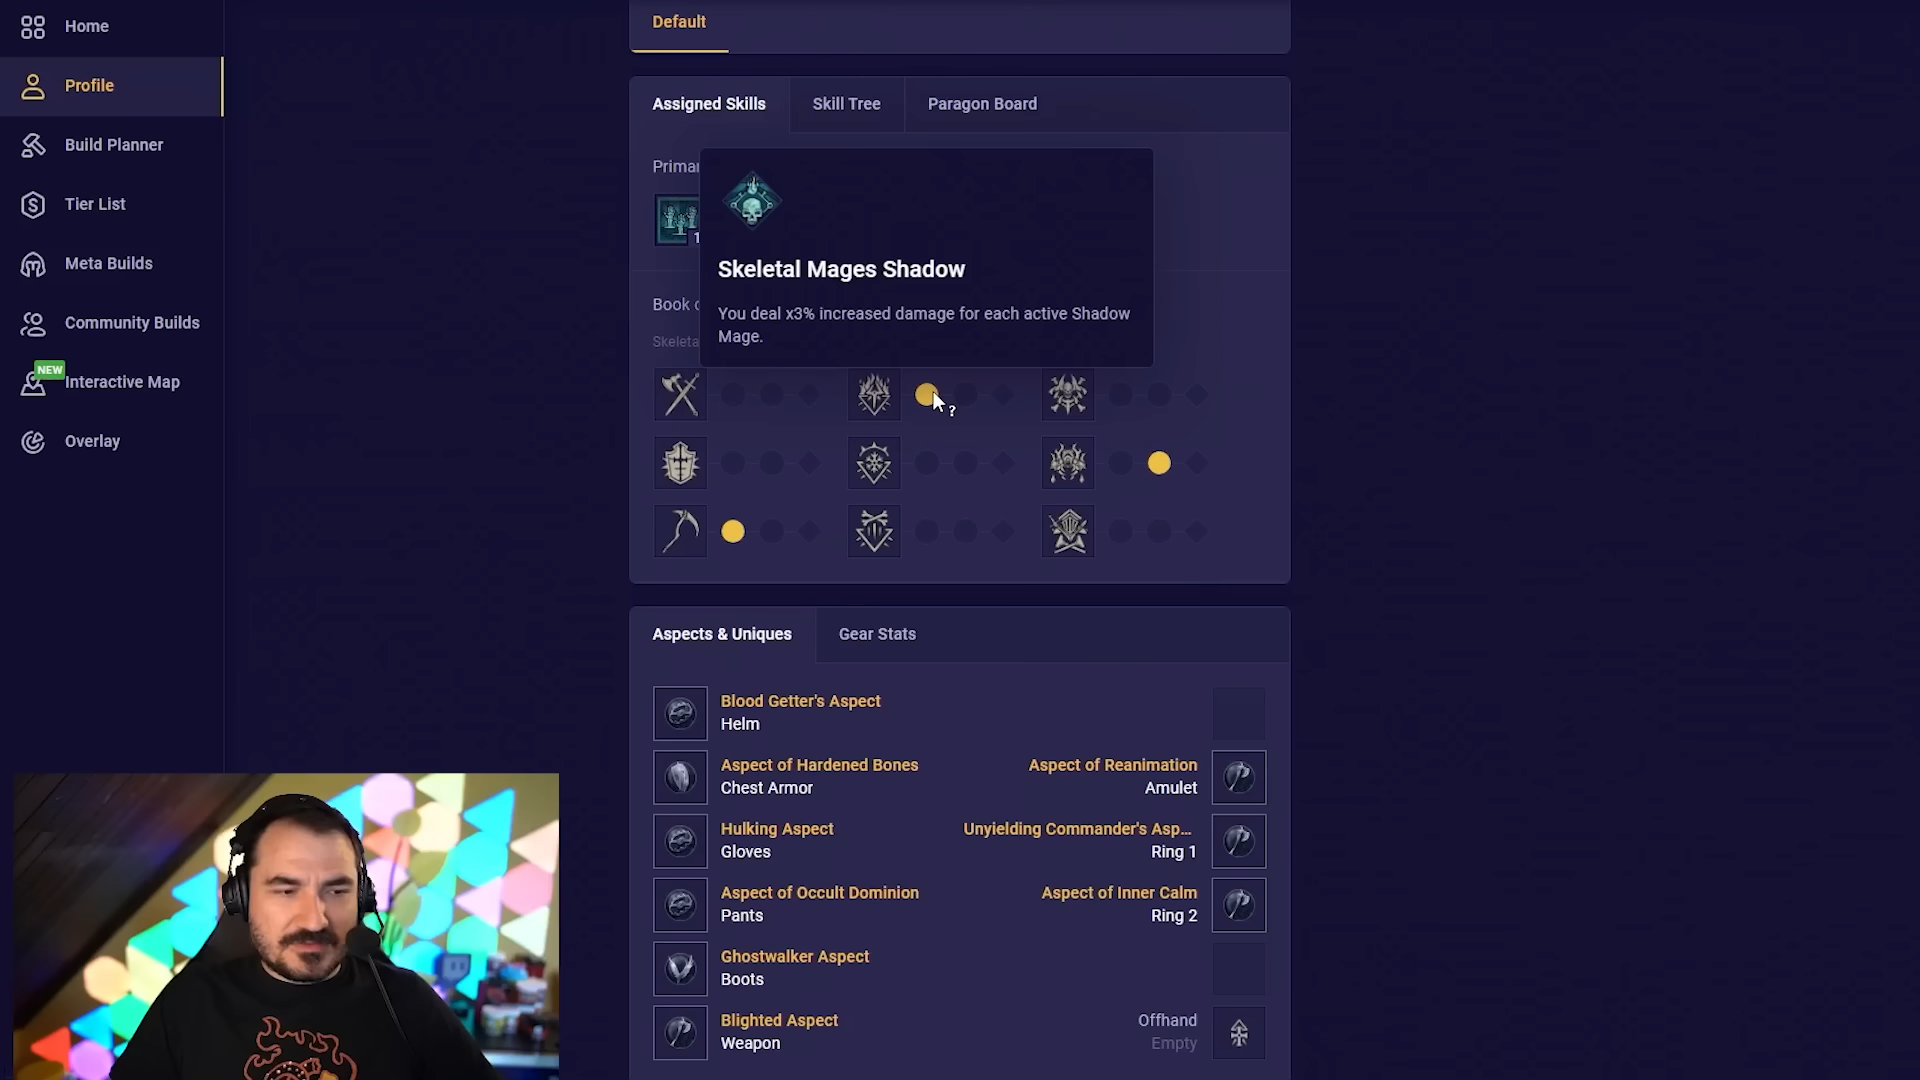 Home
Profile
Build Planner
Tier List
Meta Builds
Community Builds
NEW
Interactive Map
Overlay
Default
Assigned Skills
Skill Tree
Paragon Board
Primar
1
Skeletal Mages Shadow
You deal x3% increased damage for each active Shadow
Mage.
Book o
Skeleta
?
Aspects & Uniques
Gear Stats
Blood Getter's Aspect
Helm
Aspect of Hardened Bones
Chest Armor
Aspect of Reanimation
Amulet
Hulking Aspect
Gloves
Unyielding Commander's Asp...
Ring 1
Aspect of Occult Dominion
Pants
Aspect of Inner Calm
Ring 2
Ghostwalker Aspect
Boots
Blighted Aspect
Weapon
Offhand
Empty